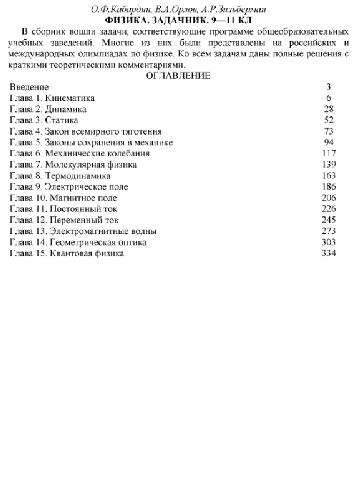 О.Ф.Кабардин, В.А.Орлов, А.Р.Зильберман
ФИЗИКА. ЗАДАЧНИК. 9—11 КЛ
В сборник вошли задачи, соответствующие программе общеобразовательных
учебных заведений. Многие из них были представлены на российских и
международных олимпиадах по физике. Ко всем задачам даны полные решения с
краткими теоретическими комментариями.
ОГЛАВЛЕНИЕ
Введение 3
Глава 1. Кинематика 6
Глава 2. Динамика 28
Глава 3. Статика 52
Глава 4. Закон всемирного тяготения 73
Глава 5. Законы сохранения в механике 94
Глава 6. Механические колебания 117
Глава 7. Молекулярная физика 139
Глава 8. Термодинамика 163
Глава 9. Электрическое поле 186
Глава 10. Магнитное поле 206
Глава 11. Постоянный ток 226
Глава 12. Переменный ток 245
Глава 13. Электромагнитные волны 273
Глава 14. Геометрическая оптика 303
Глава 15. Квантовая физика 334